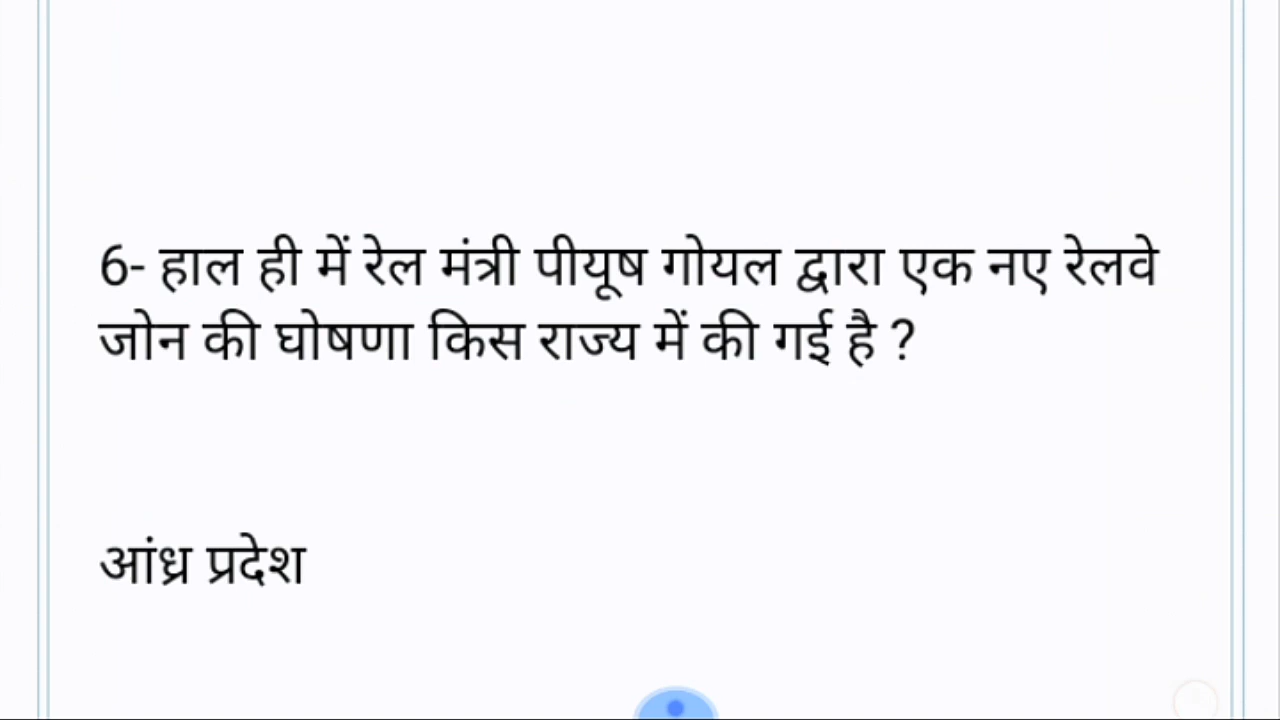 6- हाल ही में रेल मंत्री पीयूष गोयल द्वारा एक नए रेलवे
जोन की घोषणा किस राज्य में की गई है ?
आंध्र प्रदेश